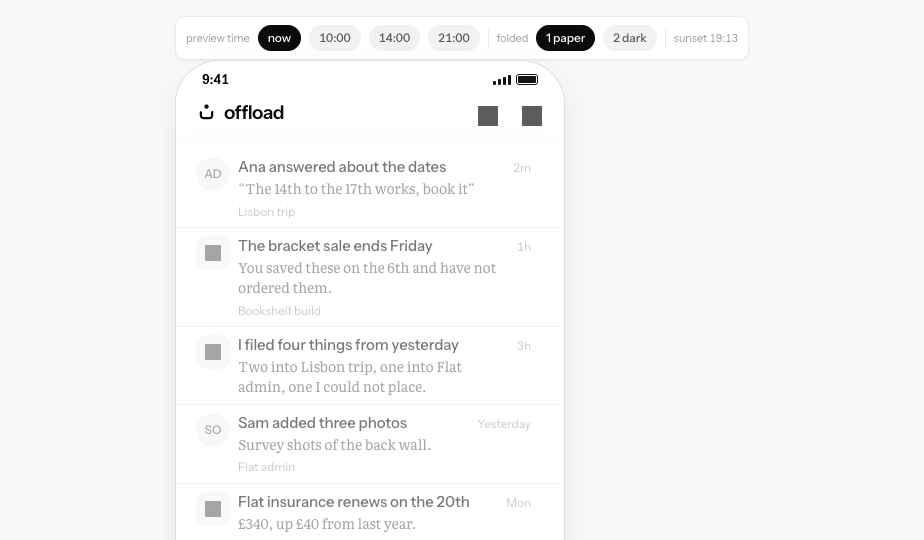 preview time now 10:00 14:00 21:00 folded 1 paper 2 dark sunset 19:13
9:41
offload
Ana answered about the dates 2m
“The 14th to the 17th works, book it”
Lisbon trip
The bracket sale ends Friday 1h
You saved these on the 6th and have not
ordered them.
Bookshelf build
I filed four things from yesterday 3h
Two into Lisbon trip, one into Flat
admin, one I could not place.
Sam added three photos Yesterday
Survey shots of the back wall.
Flat admin
Flat insurance renews on the 20th Mon
£340, up £40 from last year.
AD
SO